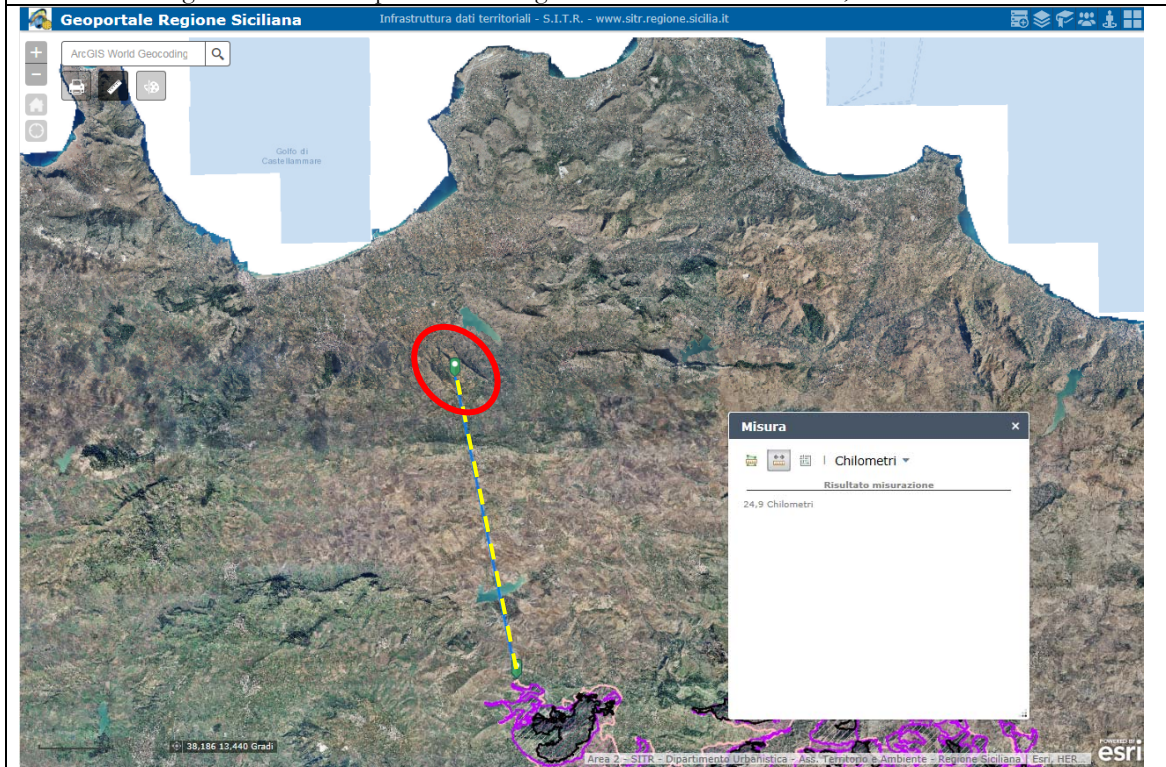 Geoportale Regione Siciliana
Infrastruttura dati territoriali - S.I.T.R. - www.sitr.regione.sicilia.it
ArcGIS World Geocoding
Golfo di
Castellammare
Misura
Chilometri
Risultato misurazione
24,9 Chilometri
38,186 13,440 Gradi
Area 2 - SITR - Dipartimento Urbanistica - Ass. Territorio e Ambiente - Regione Siciliana | Esri, HER...
POWERED BY
esri